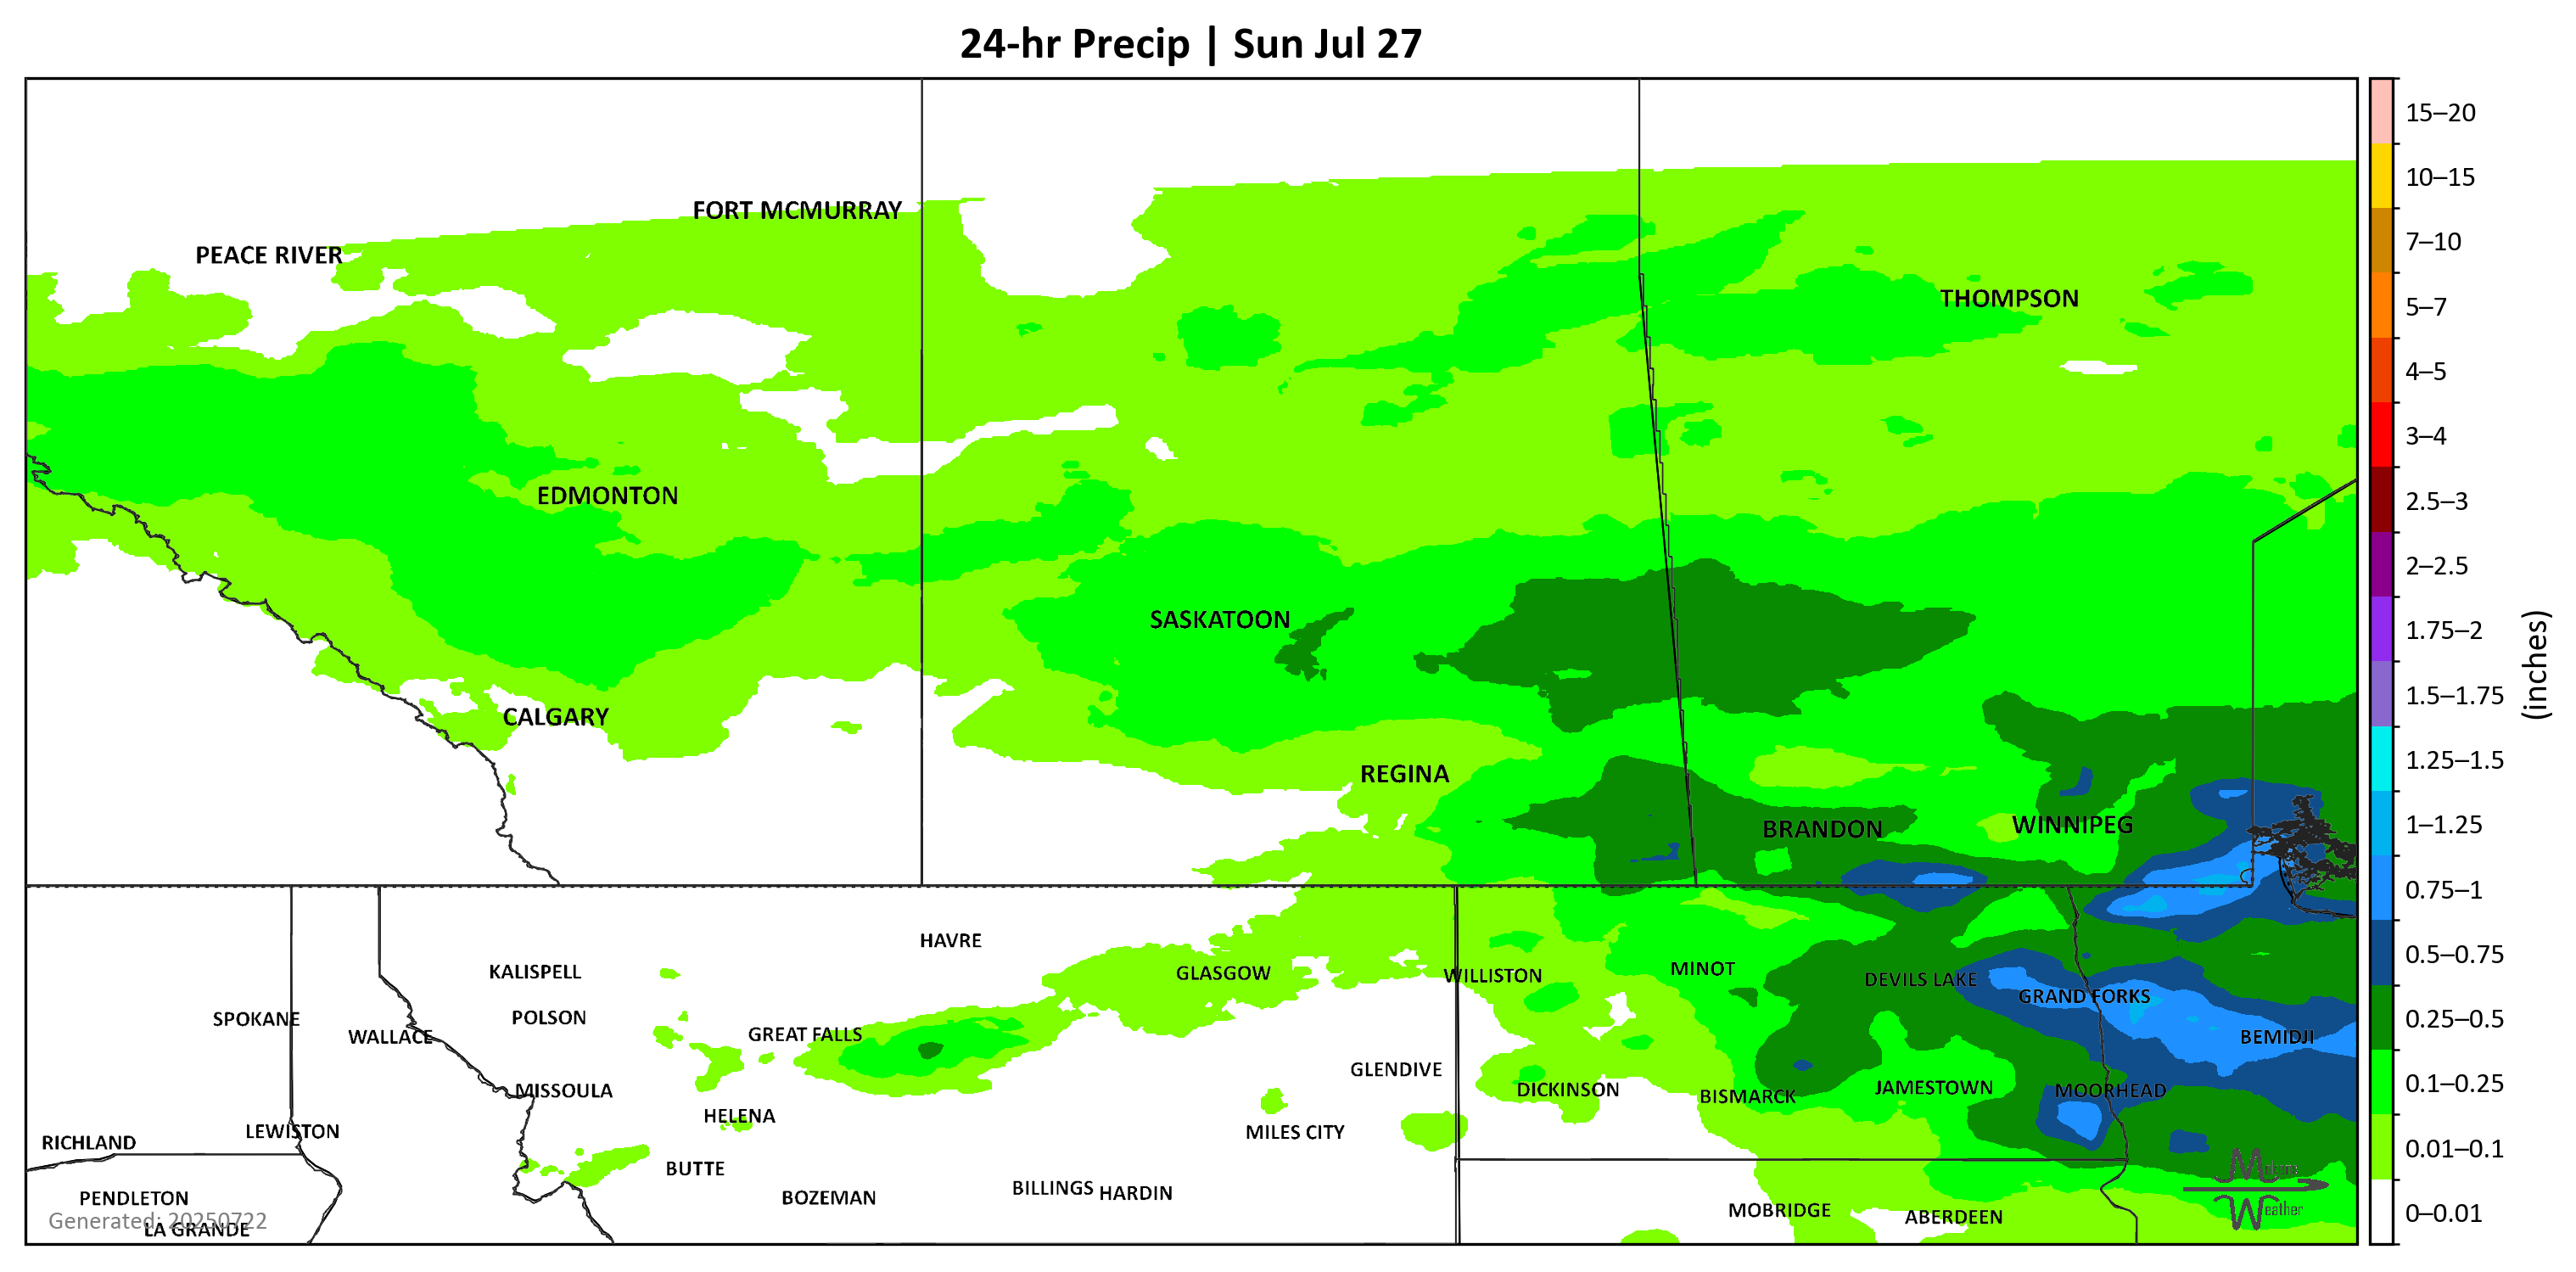 24-hr Precip | Sun Jul 27
15–20
10–15
7–10
5–7
4–5
3–4
2.5–3
2–2.5
1.75–2
1.5–1.75
1.25–1.5
1–1.25
0.75–1
0.5–0.75
0.25–0.5
0.1–0.25
0.01–0.1
0–0.01
(inches)
FORT MCMURRAY
PEACE RIVER
THOMPSON
EDMONTON
SASKATOON
CALGARY
REGINA
BRANDON
WINNIPEG
HAVRE
KALISPELL
GLASGOW
WILLISTON
MINOT
DEVILS LAKE
GRAND FORKS
SPOKANE
WALLACE
POLSON
GREAT FALLS
BEMIDJI
GLENDIVE
MISSOULA
DICKINSON
BISMARCK
JAMESTOWN
MOORHEAD
HELENA
RICHLAND
LEWISTON
MILES CITY
BUTTE
PENDLETON
BOZEMAN
BILLINGS
HARDIN
MOBRIDGE
ABERDEEN
Generated: 20250722
LA GRANDE
Weather